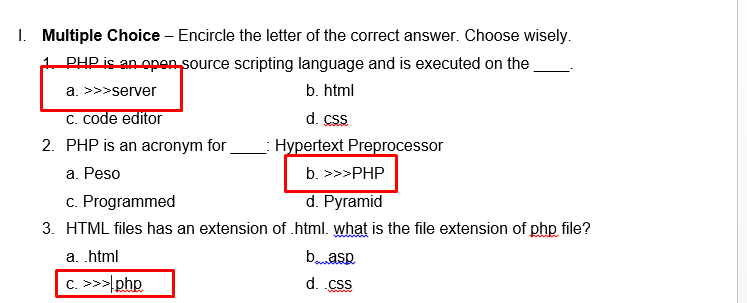 I. Multiple Choice – Encircle the letter of the correct answer. Choose wisely.
1. PHP is an open source scripting language and is executed on the ____.
a. >>>server b. html
c. code editor d. css
2. PHP is an acronym for ____: Hypertext Preprocessor
a. Peso b. >>>PHP
c. Programmed d. Pyramid
3. HTML files has an extension of .html. what is the file extension of php file?
a. .html b. .asp
c. >>>.php d. .css